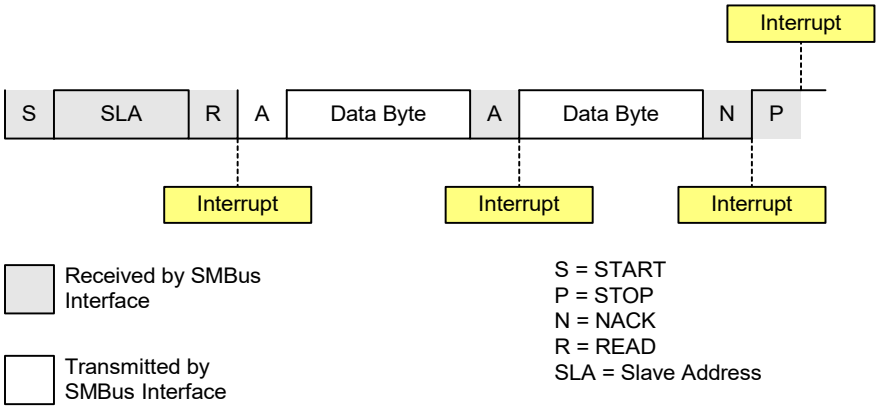 Interrupt
S SLA R A Data Byte A Data Byte N P
Interrupt Interrupt Interrupt
Received by SMBus
Interface
Transmitted by
SMBus Interface
S = START
P = STOP
N = NACK
R = READ
SLA = Slave Address